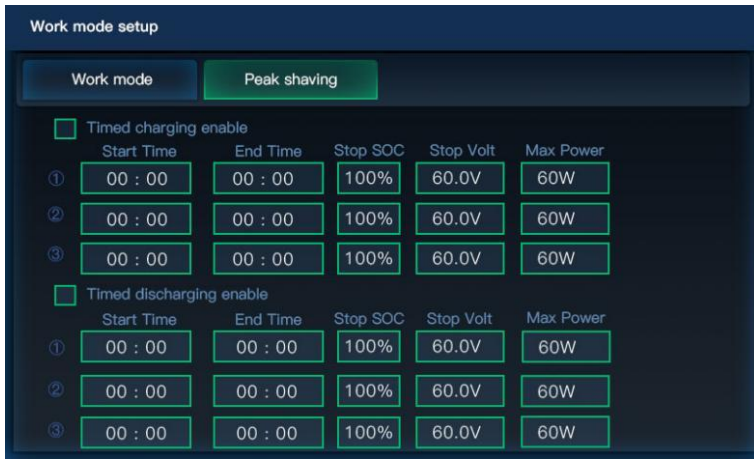 Work mode setup
Work mode Peak shaving
Timed charging enable
Start Time End Time Stop SOC Stop Volt Max Power
① 00 : 00 00 : 00 100% 60.0V 60W
② 00 : 00 00 : 00 100% 60.0V 60W
③ 00 : 00 00 : 00 100% 60.0V 60W
Timed discharging enable
Start Time End Time Stop SOC Stop Volt Max Power
① 00 : 00 00 : 00 100% 60.0V 60W
② 00 : 00 00 : 00 100% 60.0V 60W
③ 00 : 00 00 : 00 100% 60.0V 60W